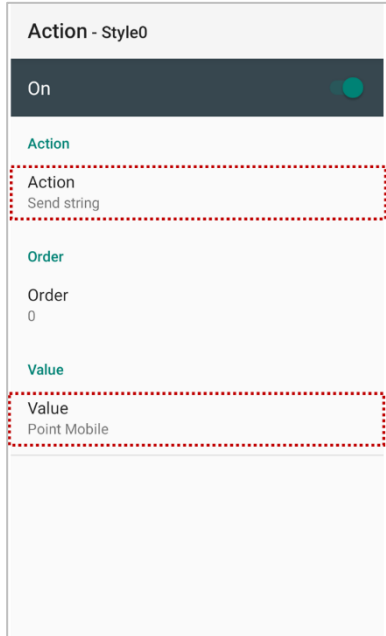 Action - Style0
On
Action
Action
Send string
Order
Order
0
Value
Value
Point Mobile